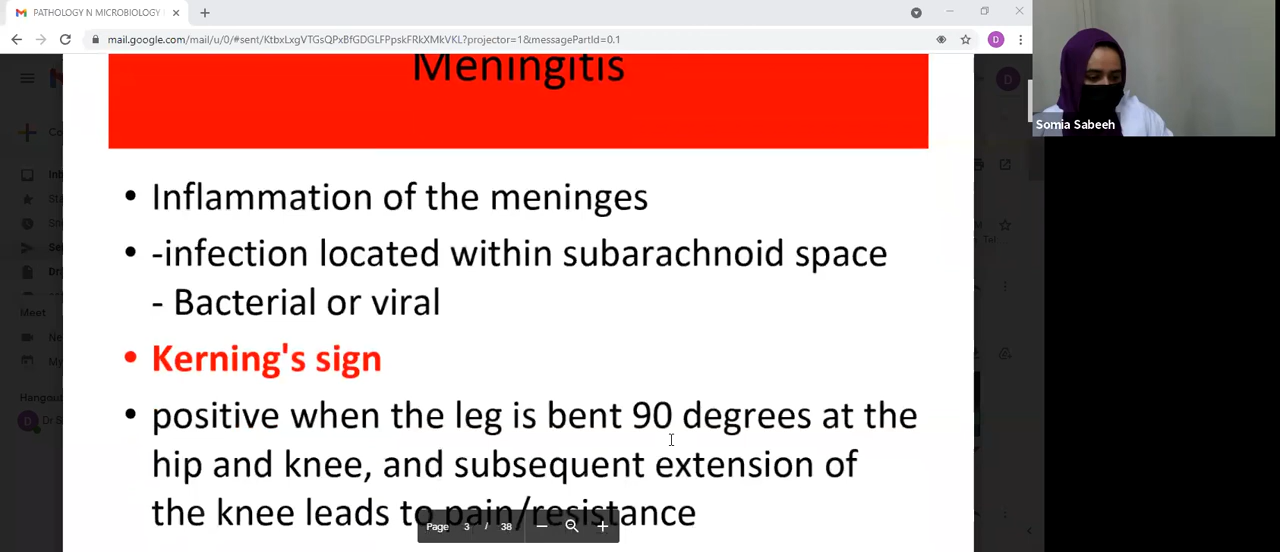 PATHOLOGY N MICROBIOLOGY
mail.google.com/mail/u/0/#sent/KtbxLxgVTGsQPxBfGDGLFPpskFRkXMkVKL?projector=1&messagePartId=0.1
D
Meningitis
Somia Sabeeh
D
Co
• Inflammation of the meninges
• -infection located within subarachnoid space
- Bacterial or viral
Meet
• Kerning's sign
Hangout
• positive when the leg is bent 90 degrees at the
hip and knee, and subsequent extension of
the knee leads to pain/resistance
Page 3 / 38